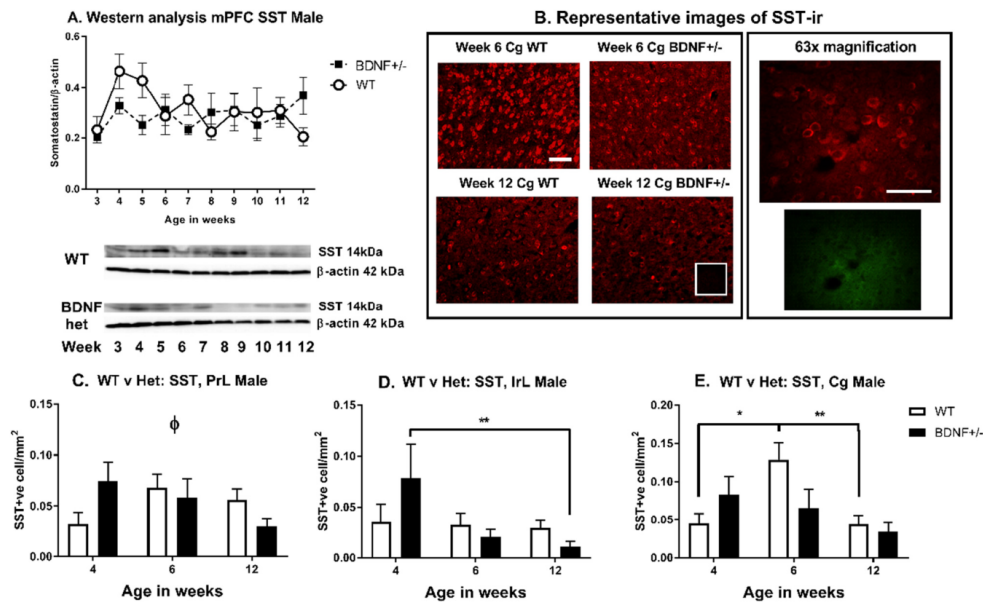 A. Western analysis mPFC SST Male
0.6
0.4
0.2
0.0
Somatostatin/β-actin
3 4 5 6 7 8 9 10 11 12
Age in weeks
BDNF+/-
WT
WT
SST 14kDa
β-actin 42 kDa
BDNF
het
SST 14kDa
β-actin 42 kDa
Week 3 4 5 6 7 8 9 10 11 12
B. Representative images of SST-ir
Week 6 Cg WT
Week 6 Cg BDNF+/-
Week 12 Cg WT
Week 12 Cg BDNF+/-
63x magnification
C. WT v Het: SST, PrL Male
0.15
0.10
0.05
0.00
SST+ve cell/mm²
ϕ
4 6 12
Age in weeks
D. WT v Het: SST, IrL Male
0.15
0.10
0.05
0.00
SST+ve cell/mm²
**
4 6 12
Age in weeks
E. WT v Het: SST, Cg Male
0.20
0.15
0.10
0.05
0.00
SST+ve cell/mm²
* **
4 6 12
Age in weeks
WT
BDNF+/-